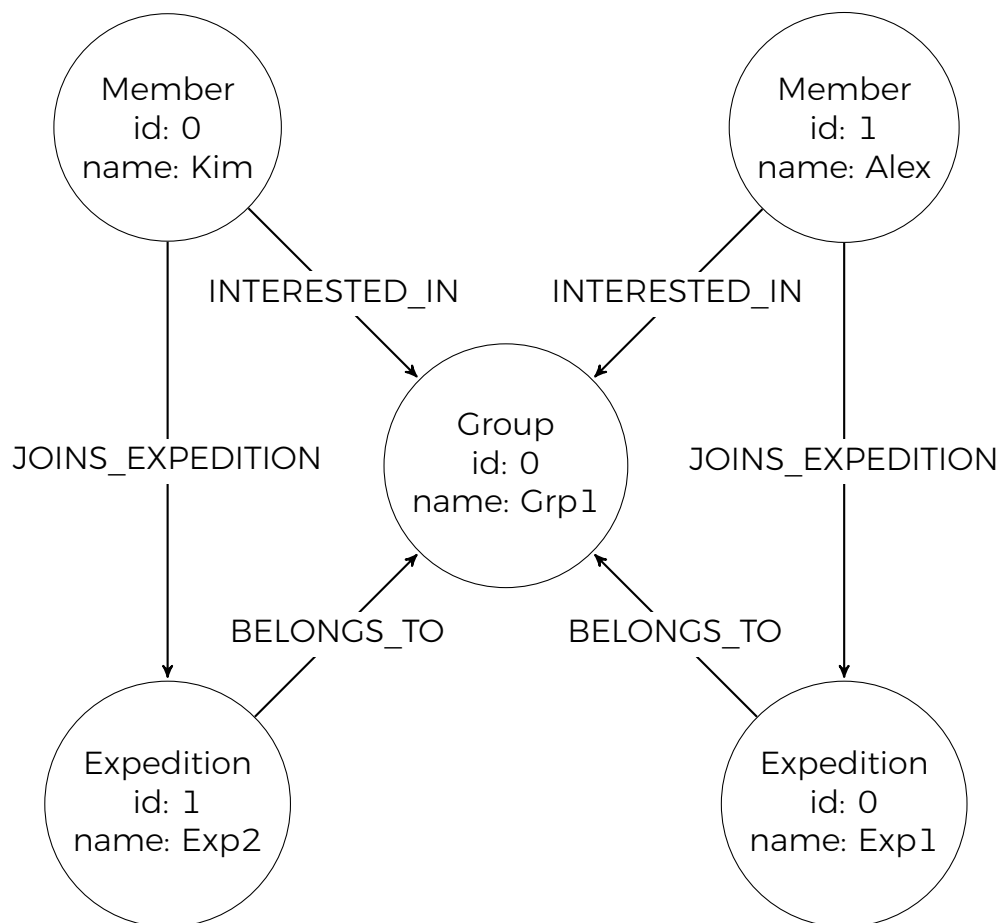 Member
id: 0
name: Kim
Member
id: 1
name: Alex
INTERESTED_IN
INTERESTED_IN
Group
id: 0
name: Grp1
JOINS_EXPEDITION
JOINS_EXPEDITION
BELONGS_TO
BELONGS_TO
Expedition
id: 1
name: Exp2
Expedition
id: 0
name: Exp1